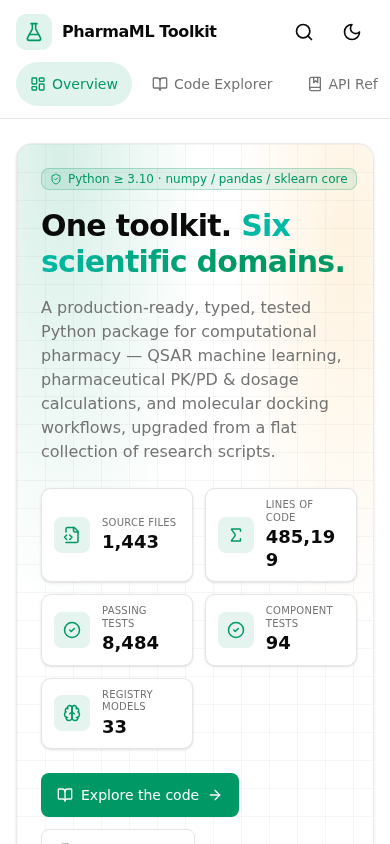 PharmaML Toolkit
Overview
Code Explorer
API Ref
Python ≥ 3.10 · numpy / pandas / sklearn core
One toolkit. Six
scientific domains.
A production-ready, typed, tested
Python package for computational
pharmacy — QSAR machine learning,
pharmaceutical PK/PD & dosage
calculations, and molecular docking
workflows, upgraded from a flat
collection of research scripts.
SOURCE FILES
1,443
LINES OF
CODE
485,19
9
PASSING
TESTS
8,484
COMPONENT
TESTS
94
REGISTRY
MODELS
33
Explore the code